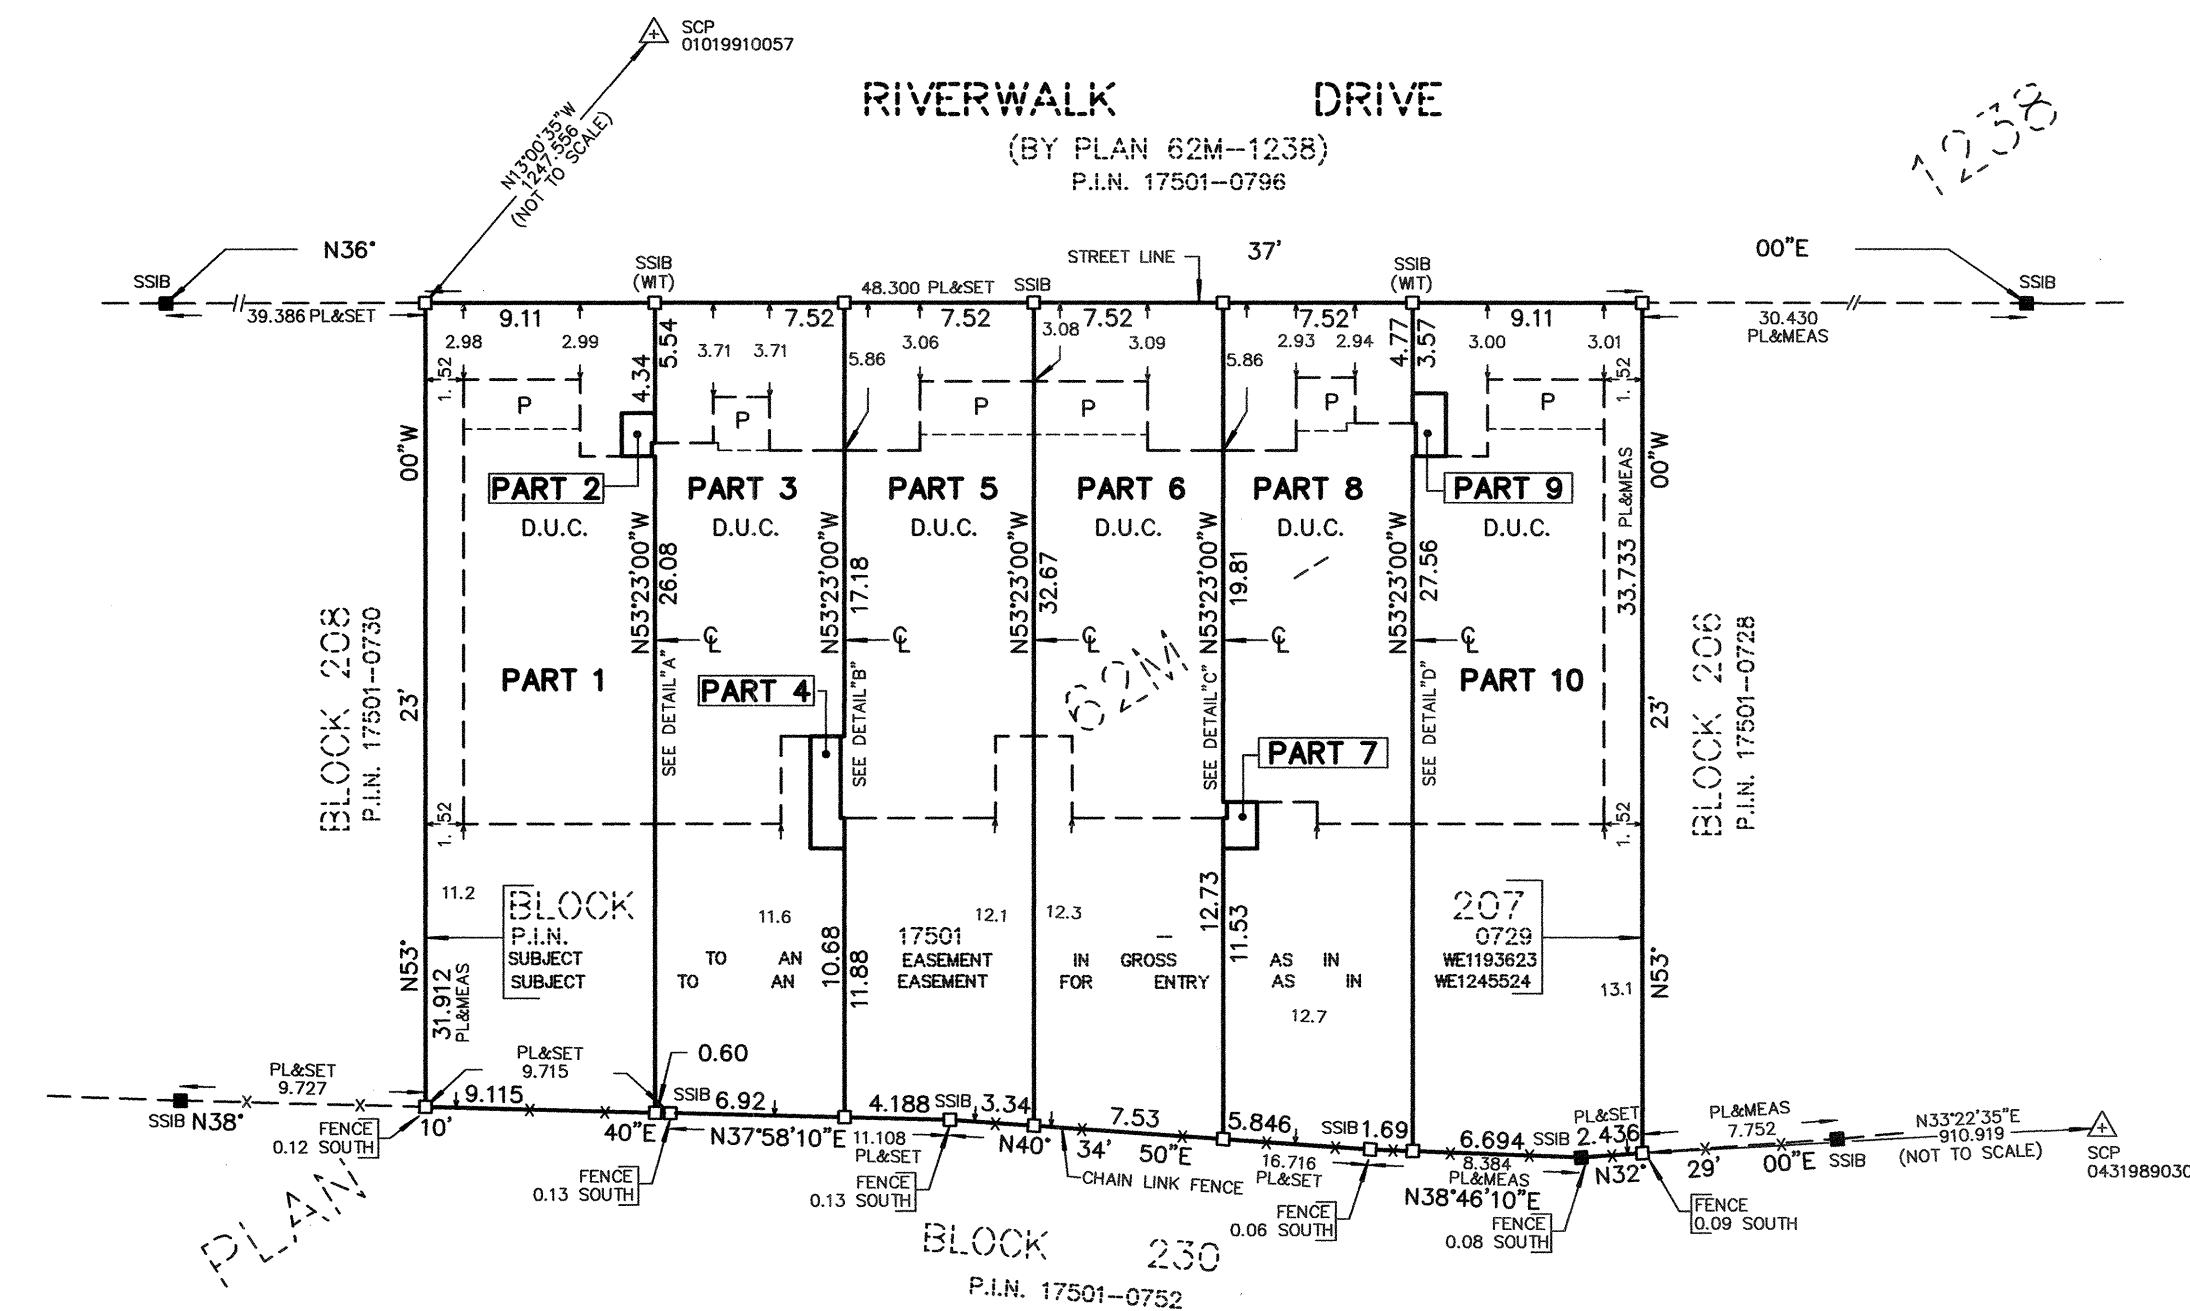 SCP
01019910057
N13°00'35"W
1247.556
(NOT TO SCALE)
RIVERWALK DRIVE
(BY PLAN 62M-1238)
P.I.N. 17501-0796
1238
N36° 37' 00"E
SSIB
SSIB
(WIT)
48.300 PL&SET
SSIB
STREET LINE
SSIB
(WIT)
SSIB
39.386 PL&SET
9.11
7.52
7.52
7.52
7.52
9.11
30.430
PL&MEAS
2.98
2.99
4.34
5.54
3.71
3.71
5.86
3.06
3.08
3.09
5.86
2.93
2.94
4.77
3.57
3.00
3.01
1.52
1.52
P
P
P
P
P
P
00"W
00"W
PART 2
PART 3
PART 5
PART 6
PART 8
PART 9
D.U.C.
D.U.C.
D.U.C.
D.U.C.
D.U.C.
D.U.C.
N53°23'00"W
26.08
N53°23'00"W
17.18
N53°23'00"W
32.67
N53°23'00"W
19.81
N53°23'00"W
27.56
33.733 PL&MEAS
℄
℄
℄
℄
℄
BLOCK 208
P.I.N. 17501-0730
23'
PART 1
SEE DETAIL"A"
PART 4
SEE DETAIL"B"
62M
SEE DETAIL"C"
PART 7
SEE DETAIL"D"
PART 10
23'
BLOCK 206
P.I.N. 17501-0728
1.52
1.52
11.2
11.6
12.1
12.3
12.7
13.1
BLOCK 207
P.I.N. 17501 - 0729
SUBJECT TO AN EASEMENT IN GROSS AS IN WE1193623
SUBJECT TO AN EASEMENT FOR ENTRY AS IN WE1245524
N53°
31.912
PL&MEAS
10.68
11.88
12.73
11.53
N53°
PL&SET
9.727
PL&SET
9.715
0.60
SSIB
N38° 10' 40"E
9.115
SSIB
6.92
N37°58'10"E
4.188
SSIB
3.34
11.108
PL&SET
N40° 34' 50"E
7.53
5.846
SSIB
1.69
16.716
PL&SET
6.694
SSIB
8.384
PL&MEAS
N38°46'10"E
PL&SET
2.436
N32° 29' 00"E
PL&MEAS
7.752
SSIB
N33°22'35"E
910.919
(NOT TO SCALE)
SCP
0431989030
FENCE
0.12 SOUTH
FENCE
0.13 SOUTH
FENCE
0.13 SOUTH
CHAIN LINK FENCE
FENCE
0.06 SOUTH
FENCE
0.08 SOUTH
FENCE
0.09 SOUTH
PLAN
BLOCK 230
P.I.N. 17501-0752